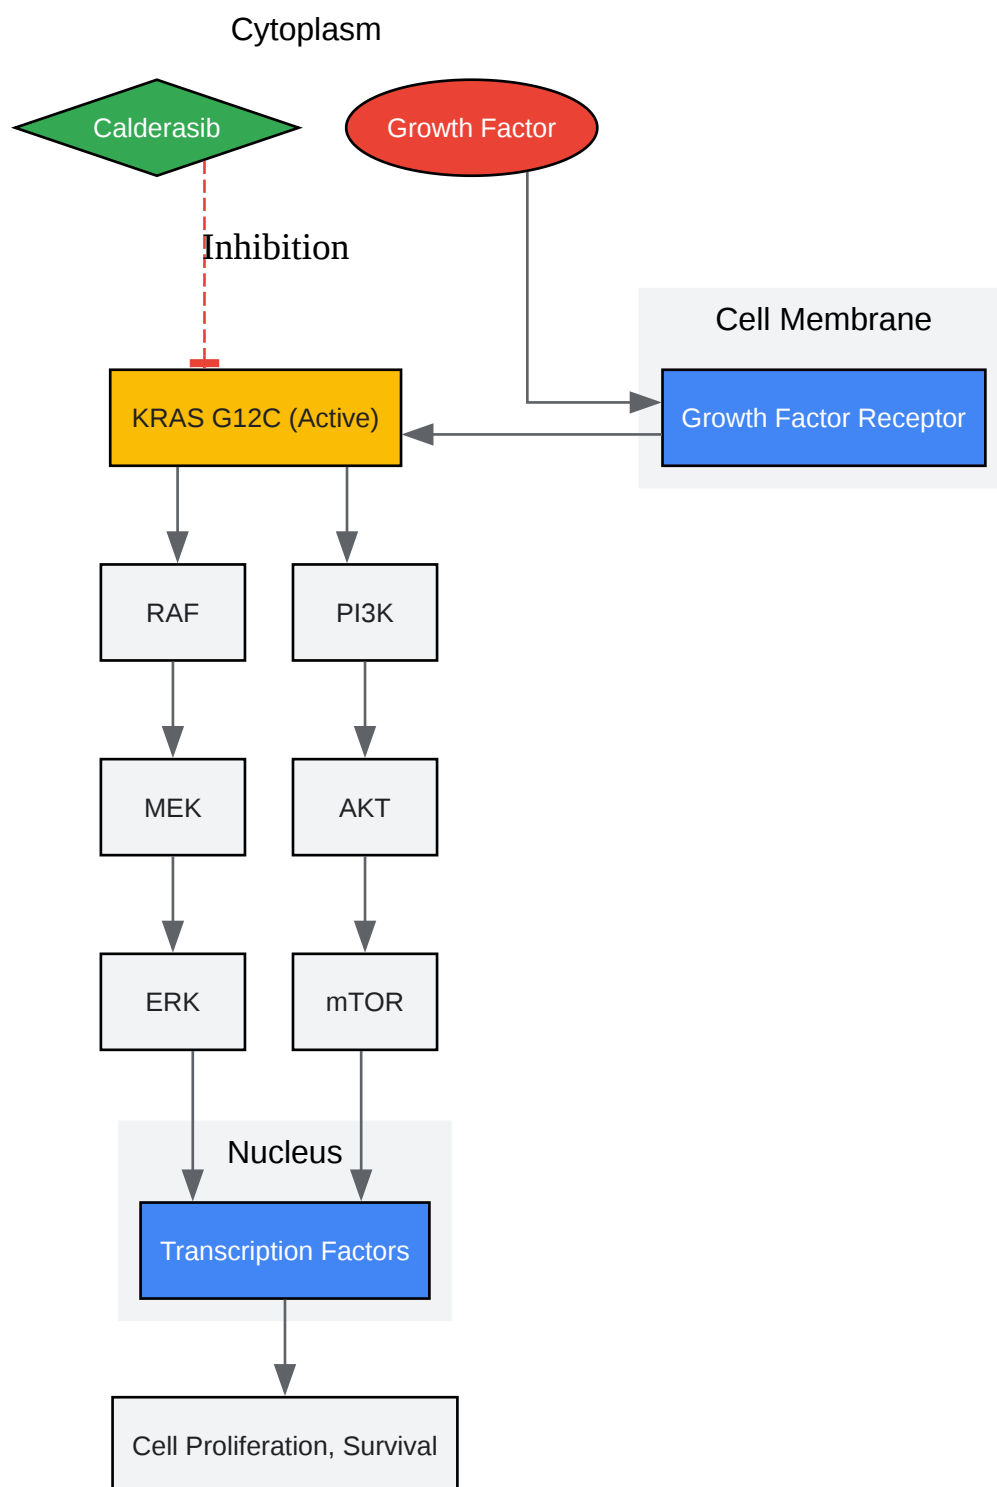 Cytoplasm
Calderasib
Growth Factor
Inhibition
Cell Membrane
KRAS G12C (Active)
Growth Factor Receptor
RAF
PI3K
MEK
AKT
ERK
mTOR
Nucleus
Transcription Factors
Cell Proliferation, Survival